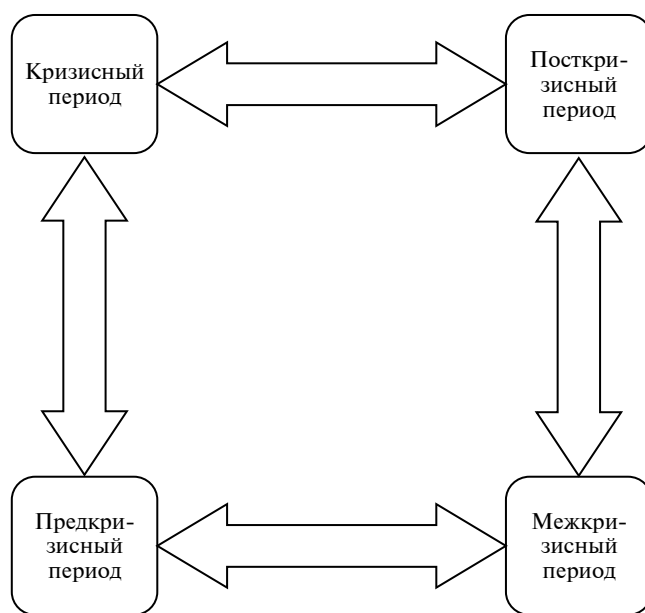 Кризисный
период
Посткри-
зисный
период
Предкри-
зисный
период
Межкри-
зисный
период